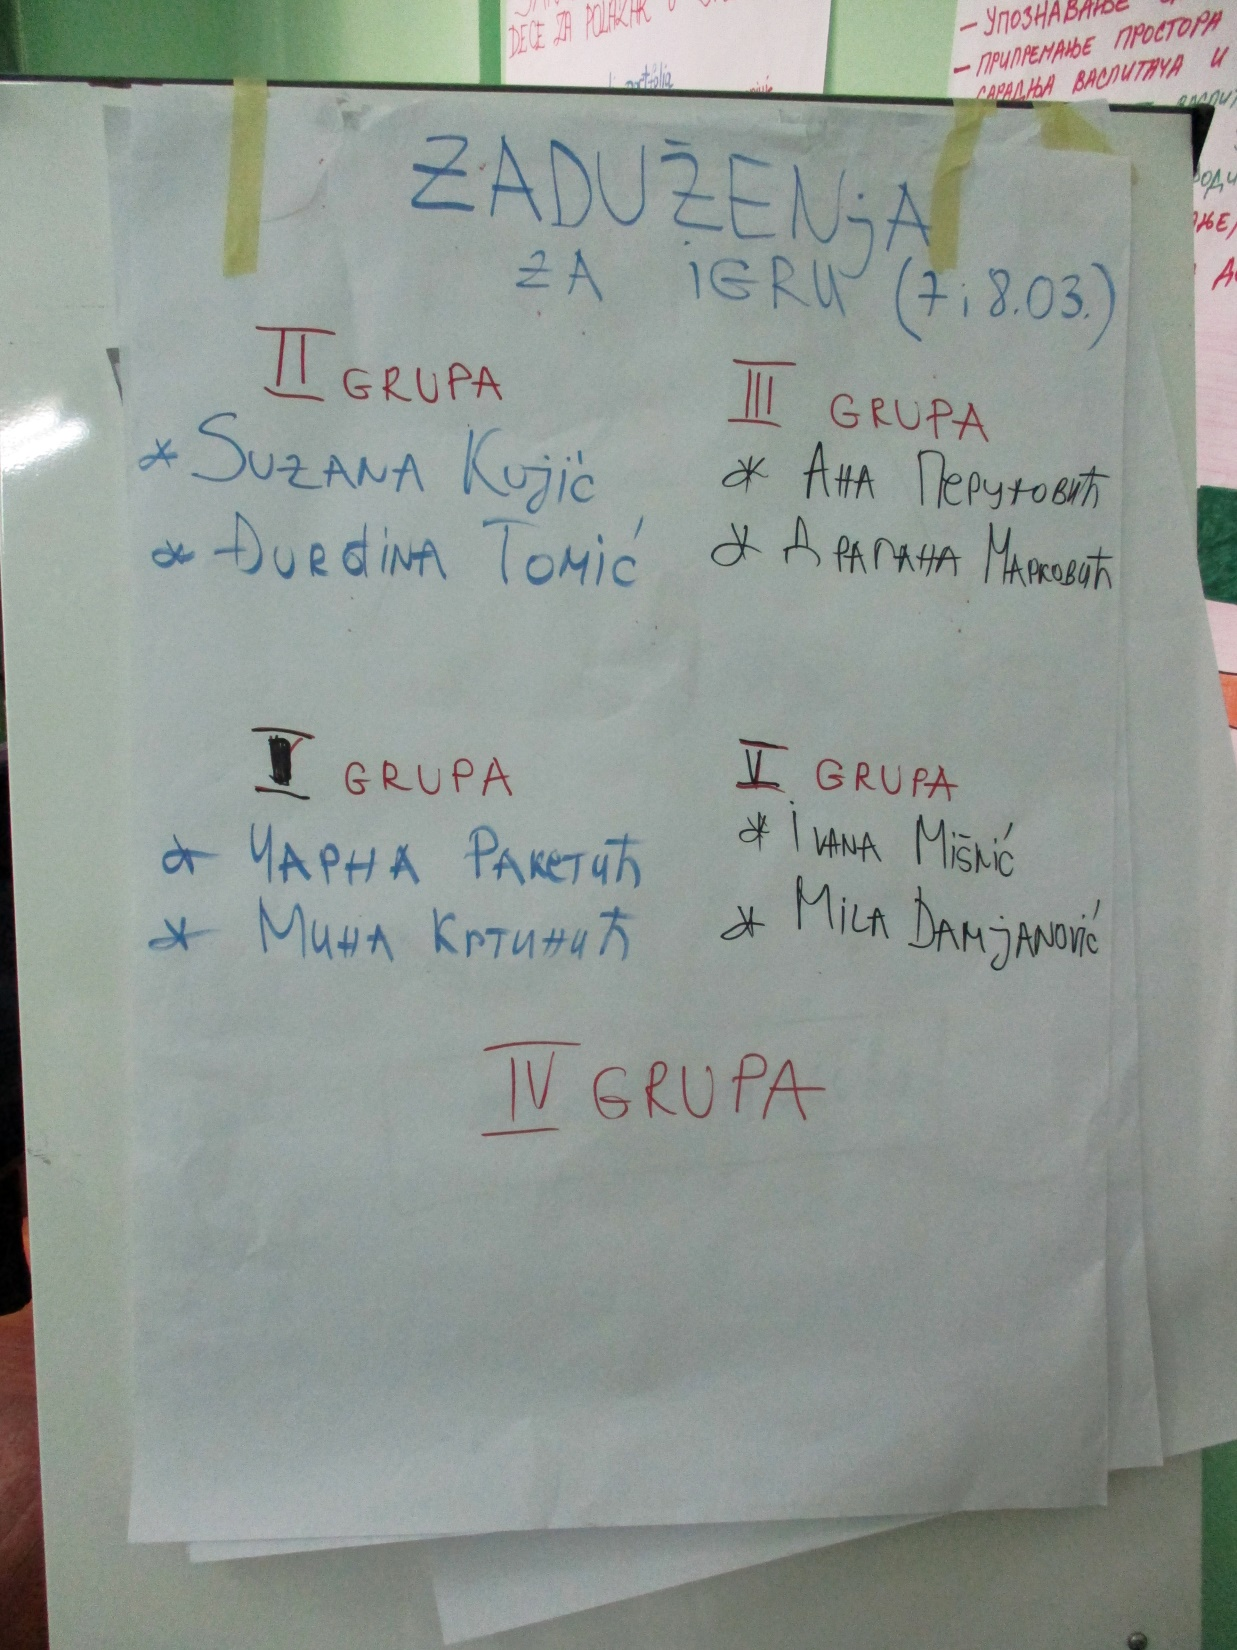 DECE ZA POLAZAK U
- УПОЗНАВАЊЕ
- ПРИПРЕМАЊЕ ПРОСТОРА
САРАДЊА ВАСПИТАЧА И
ZADUŽENjA
ZA IGRU (7 i 8.03.)
II GRUPA
* SUZANA Kujić
* ĐURĐINA TOMIĆ
III GRUPA
* АНА Перуновић
* ДРАГАНА МАРКОВИЋ
I GRUPA
* ЧАРНА РАКЕТИЋ
* МИНА КРТИНИЋ
V GRUPA
* IVANA Mišnić
* MILA DAMjANOVIĆ
IV GRUPA